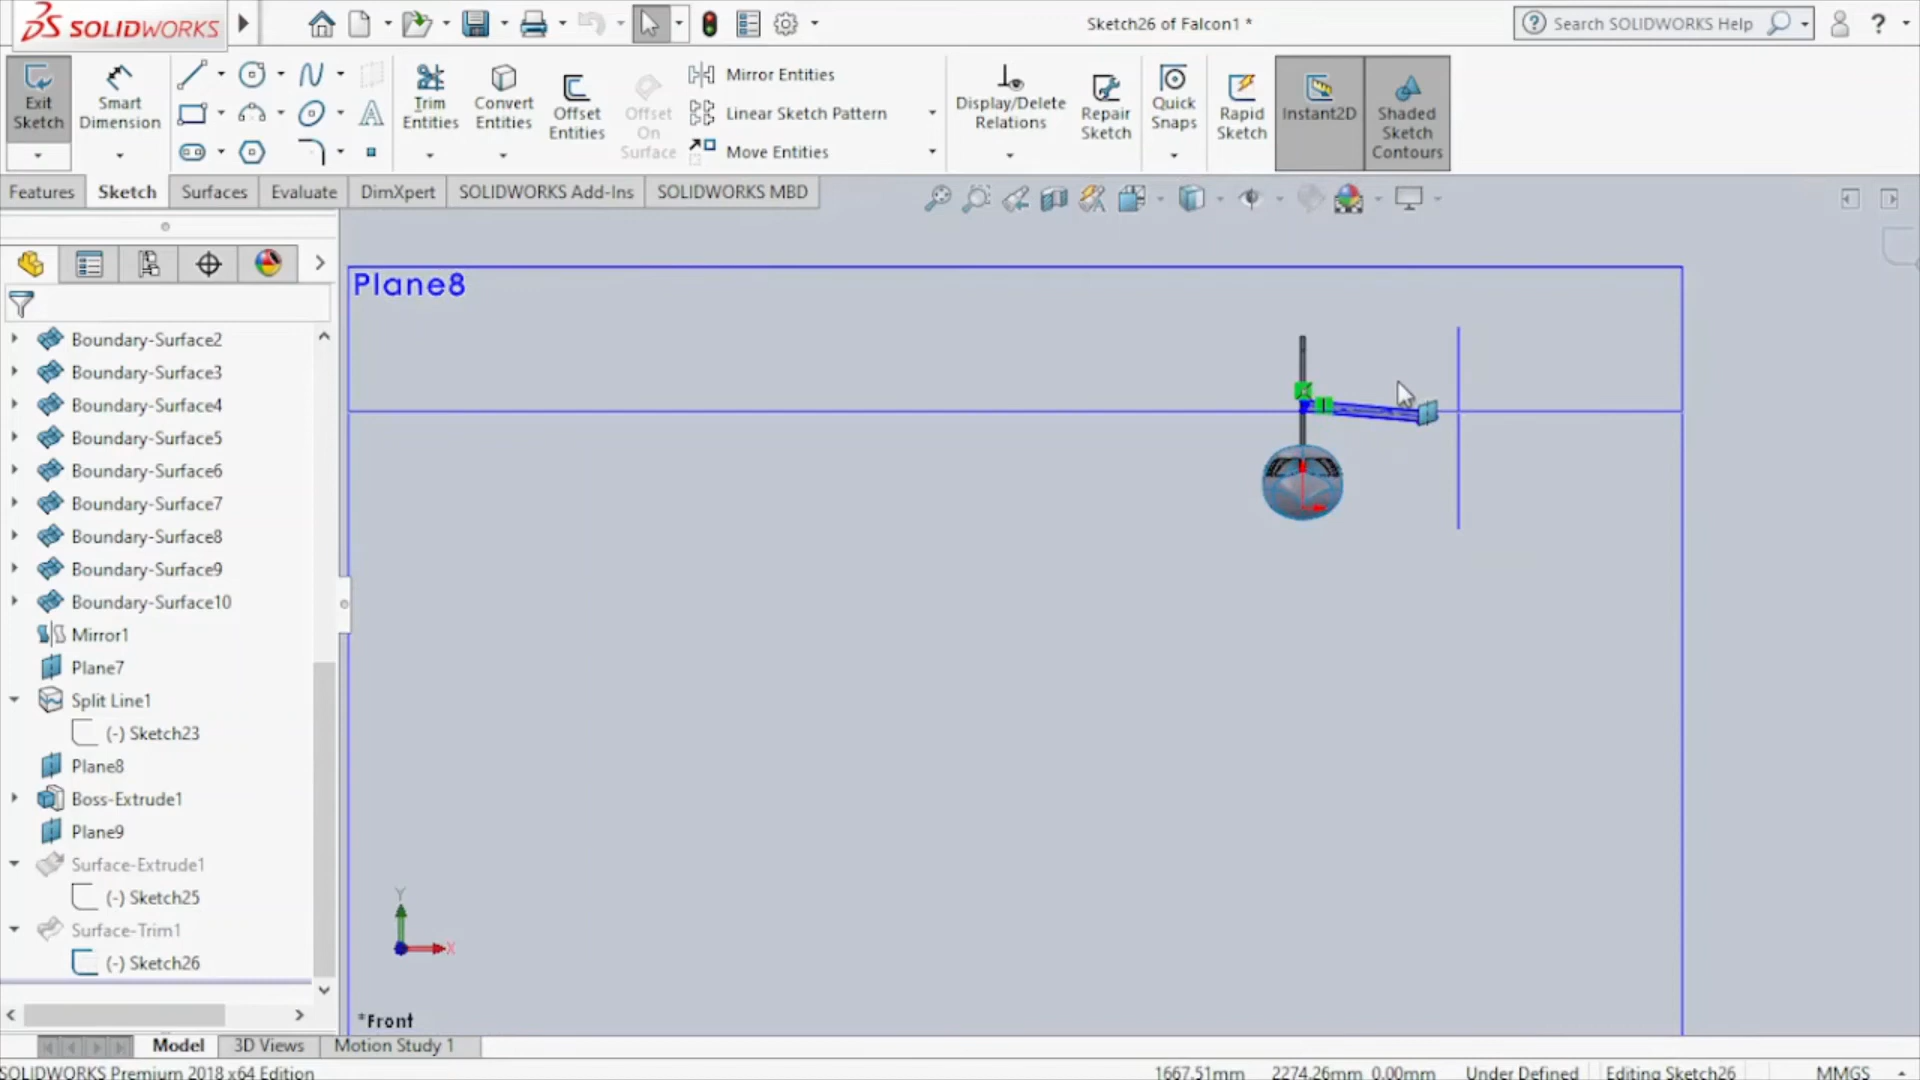 SOLIDWORKS
Sketch26 of Falcon1 *
Search SOLIDWORKS Help
?
Exit Sketch
Smart Dimension
Trim Entities
Convert Entities
Offset Entities
Offset On Surface
Mirror Entities
Linear Sketch Pattern
Move Entities
Display/Delete Relations
Repair Sketch
Quick Snaps
Rapid Sketch
Instant2D
Shaded Sketch Contours
Features
Sketch
Surfaces
Evaluate
DimXpert
SOLIDWORKS Add-Ins
SOLIDWORKS MBD
Plane8
Boundary-Surface2
Boundary-Surface3
Boundary-Surface4
Boundary-Surface5
Boundary-Surface6
Boundary-Surface7
Boundary-Surface8
Boundary-Surface9
Boundary-Surface10
Mirror1
Plane7
Split Line1
(-) Sketch23
Plane8
Boss-Extrude1
Plane9
Surface-Extrude1
(-) Sketch25
Surface-Trim1
(-) Sketch26
Y
X
*Front
Model
3D Views
Motion Study 1
SOLIDWORKS Premium 2018 x64 Edition
1667.51mm
2274.26mm
0.00mm
Under Defined
Editing Sketch26
MMGS